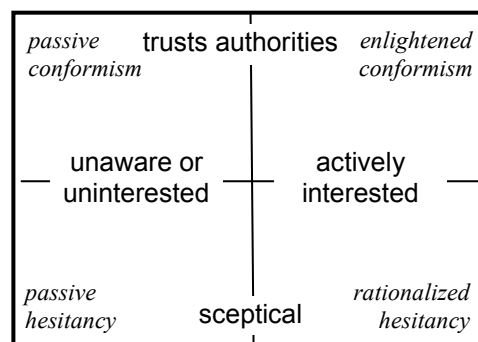 passive trusts authorities enlightened
conformism conformism
unaware or actively
uninterested interested
passive rationalized
hesitancy sceptical hesitancy